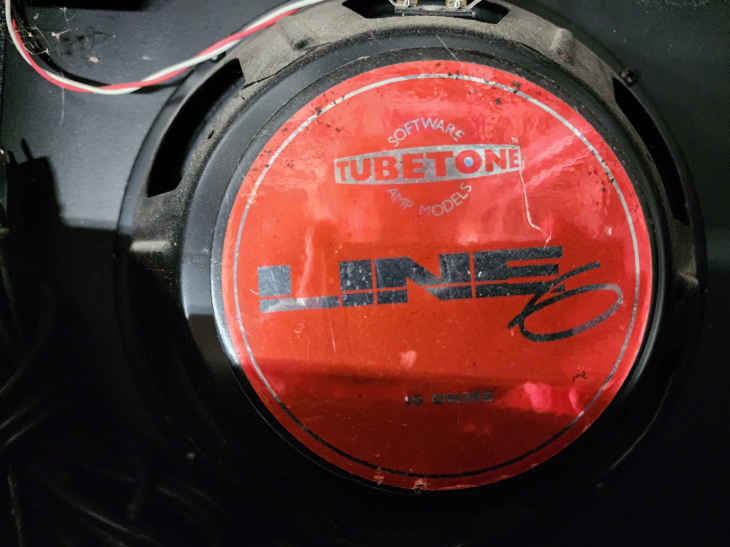 SOFTWARE
TUBETONE
AMP MODELS
LINE 6